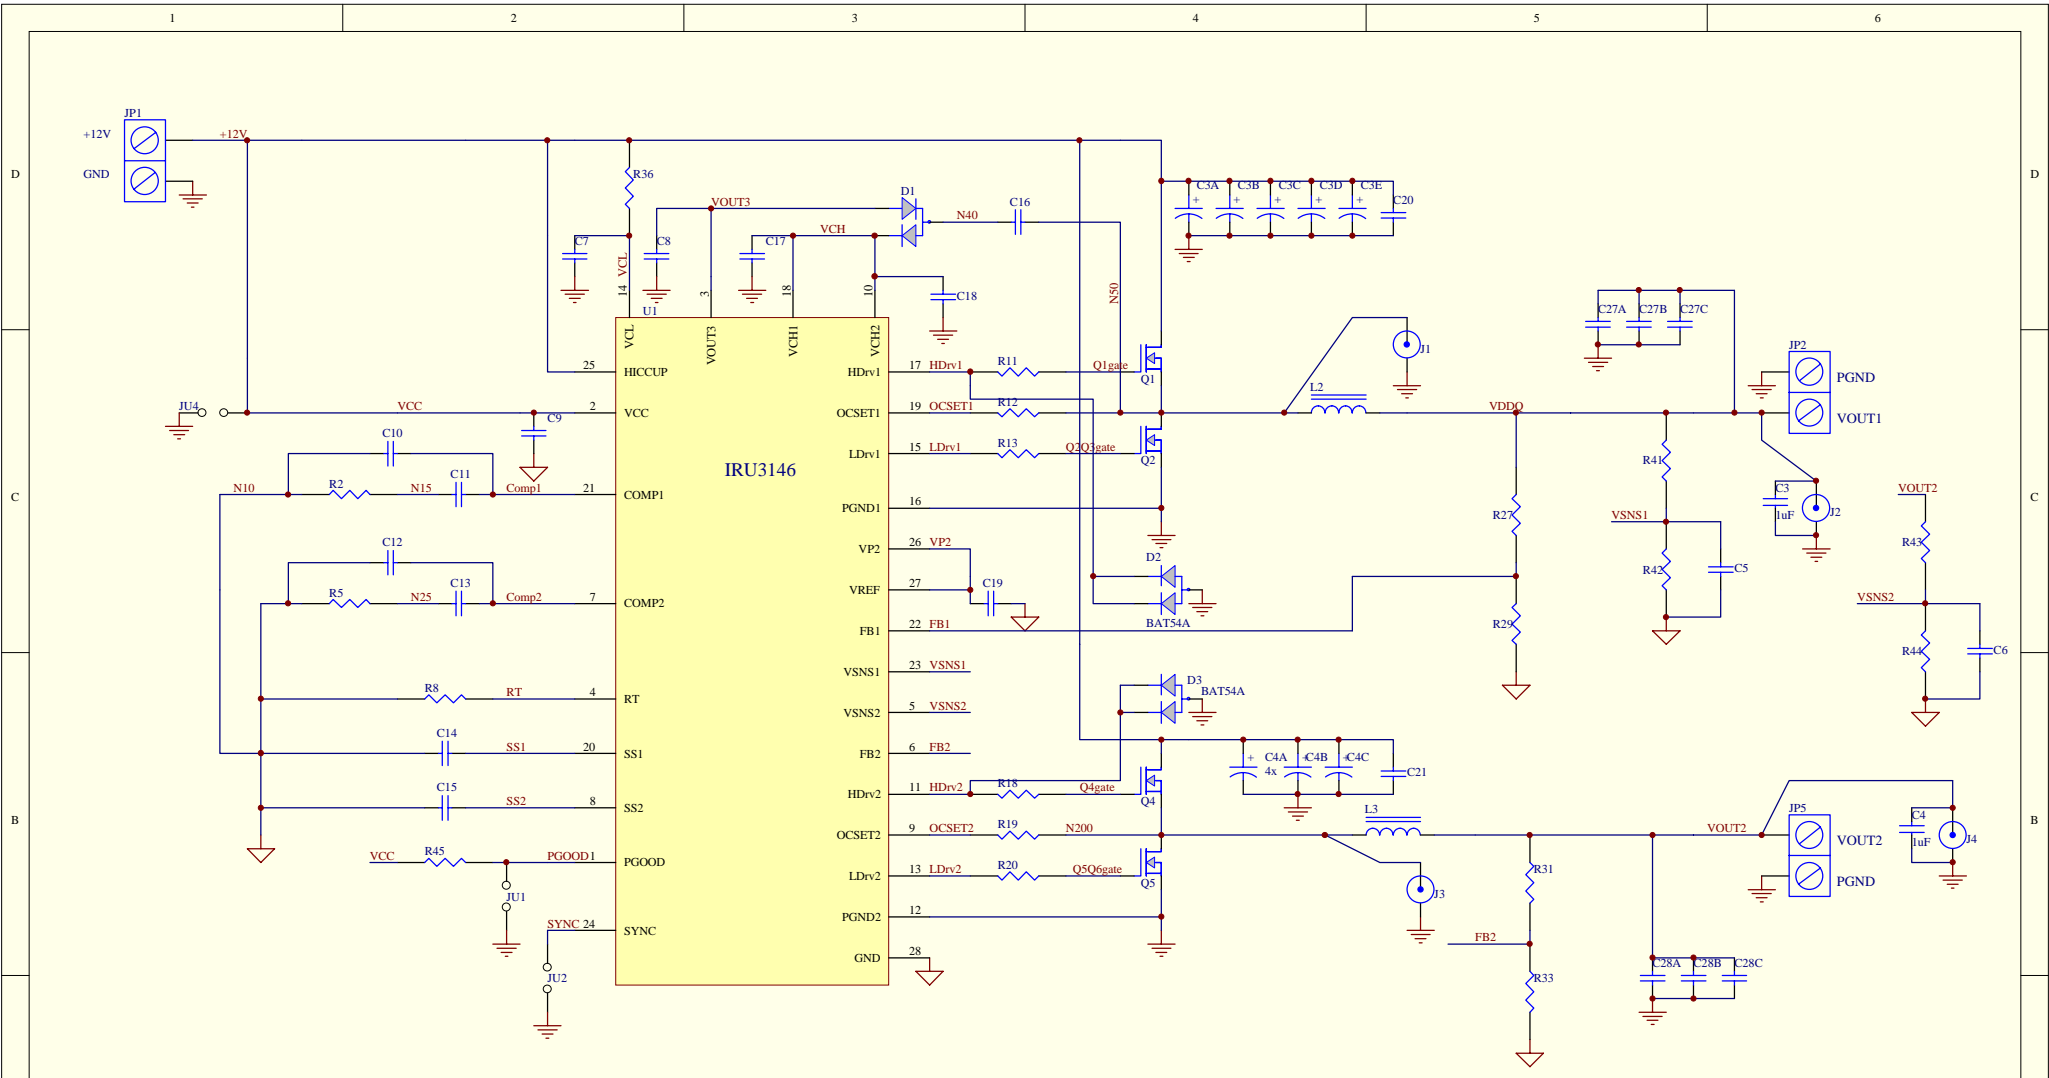 1 2 3 4 5 6
D D
C C
B B
JP1
+12V +12V
GND
R36
D1
VOUT3
N40 C16
VCH
C7 C8 C17
VCL
C18
N50
C3A C3B C3C C3D C3E C20
+ + + + +
14 3 18 10
U1
VCL VOUT3 VCH1 VCH2
IRU3146
25 HICCUP
JU4 VCC 2 VCC
C9
C10
C11
N10 R2 N15 Comp1 21 COMP1
C12
C13
R5 N25 Comp2 7 COMP2
R8 RT 4 RT
C14 SS1 20 SS1
C15 SS2 8 SS2
VCC R45 PGOOD 1 PGOOD
JU1
SYNC 24 SYNC
JU2
HDrv1 17 HDrv1 R11 Q1gate Q1
OCSET1 19 OCSET1 R12
LDrv1 15 LDrv1 R13 Q2Q3gate Q2
PGND1 16
VP2 26 VP2
VREF 27 C19
FB1 22 FB1
VSNS1 23 VSNS1
VSNS2 5 VSNS2
FB2 6 FB2
HDrv2 11 HDrv2 R18 Q4gate Q4
OCSET2 9 OCSET2 R19 N200
LDrv2 13 LDrv2 R20 Q5Q6gate Q5
PGND2 12
GND 28
D2
BAT54A
D3
BAT54A
J1
L2
VDDQ
C27A C27B C27C
JP2
PGND
VOUT1
R41
R27
VSNS1
R42 C5
R29
C3
1uF
J2
VOUT2
R43
VSNS2
R44 C6
+ C4A + C4B + C4C C21
4x
L3
J3
R31
FB2
R33
VOUT2
JP5
VOUT2
PGND
C4
1uF
J4
C28A C28B C28C